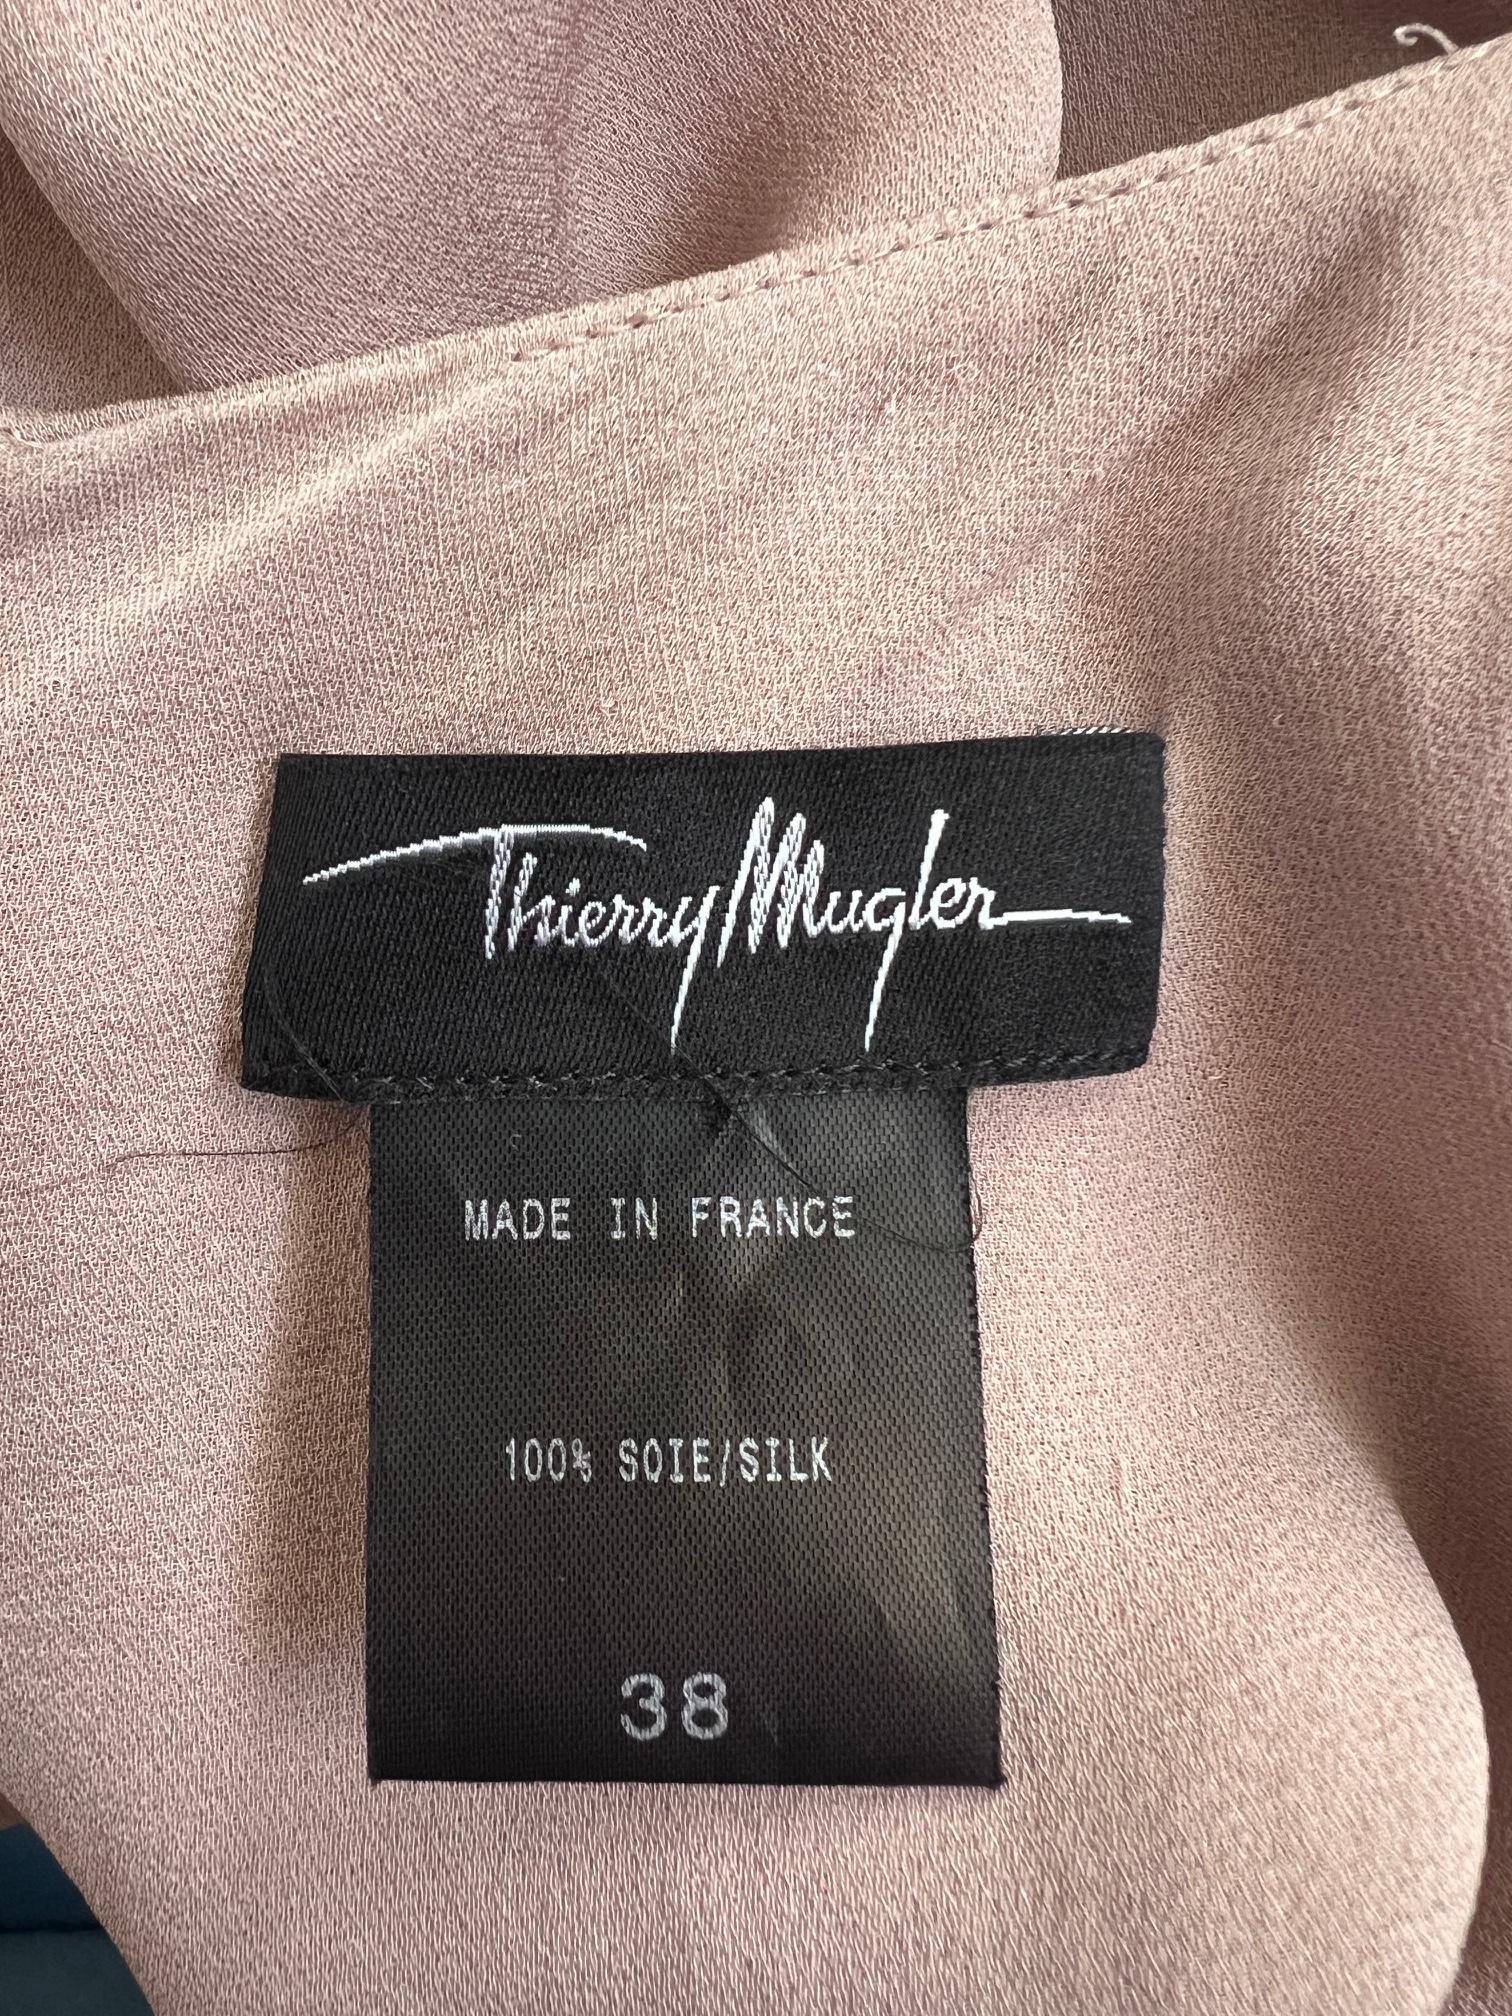 Thierry Mugler
MADE IN FRANCE
100% SOIE/SILK
38